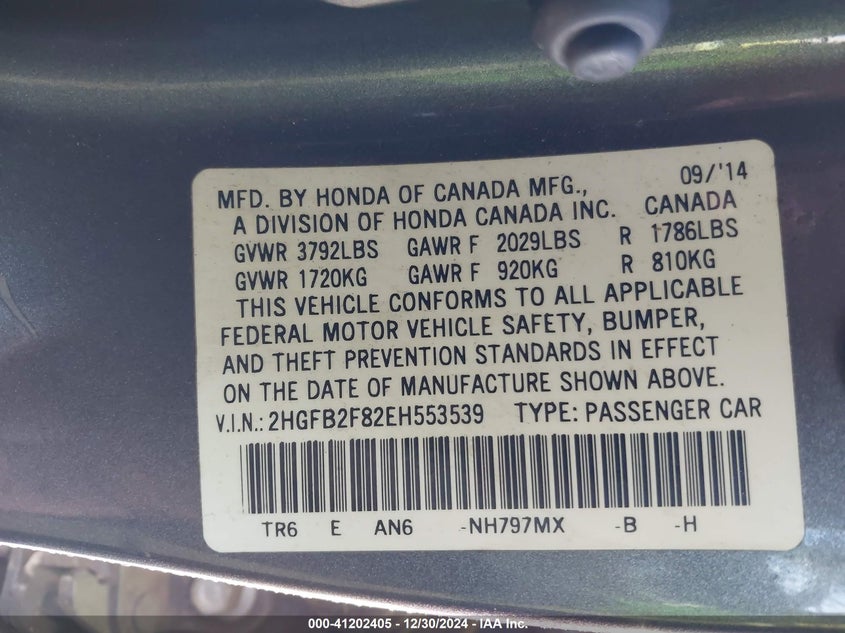 MFD. BY HONDA OF CANADA MFG., 09/'14
A DIVISION OF HONDA CANADA INC. CANADA
GVWR 3792LBS GAWR F 2029LBS R 1786LBS
GVWR 1720KG GAWR F 920KG R 810KG
THIS VEHICLE CONFORMS TO ALL APPLICABLE
FEDERAL MOTOR VEHICLE SAFETY, BUMPER,
AND THEFT PREVENTION STANDARDS IN EFFECT
ON THE DATE OF MANUFACTURE SHOWN ABOVE.
V.I.N.: 2HGFB2F82EH553539 TYPE: PASSENGER CAR
TR6 E AN6 -NH797MX -B -H
000-41202405 - 12/30/2024 - IAA Inc.